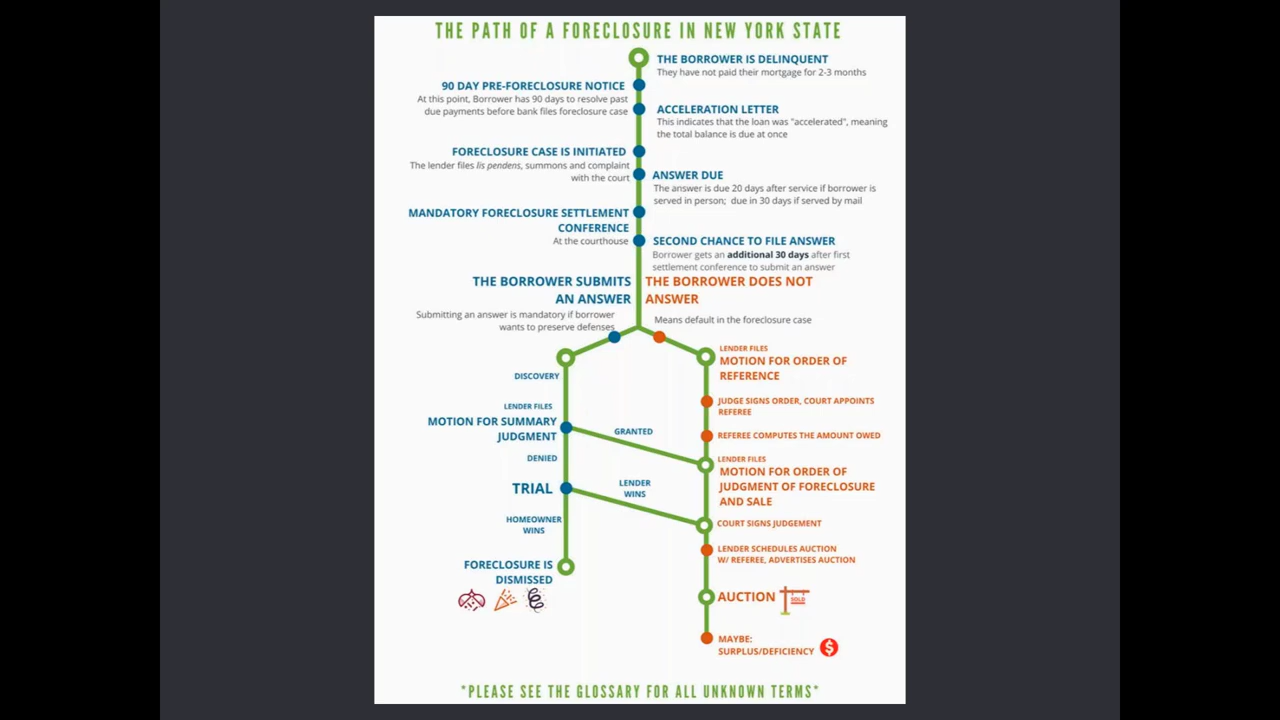 THE PATH OF A FORECLOSURE IN NEW YORK STATE
THE BORROWER IS DELINQUENT
They have not paid their mortgage for 2-3 months
90 DAY PRE-FORECLOSURE NOTICE
At this point, Borrower has 90 days to resolve past
due payments before bank files foreclosure case
ACCELERATION LETTER
This indicates that the loan was "accelerated", meaning
the total balance is due at once
FORECLOSURE CASE IS INITIATED
The lender files lis pendens, summons and complaint
with the court
ANSWER DUE
The answer is due 20 days after service if borrower is
served in person; due in 30 days if served by mail
MANDATORY FORECLOSURE SETTLEMENT
CONFERENCE
At the courthouse
SECOND CHANCE TO FILE ANSWER
Borrower gets an additional 30 days after first
settlement conference to submit an answer
THE BORROWER SUBMITS
AN ANSWER
Submitting an answer is mandatory if borrower
wants to preserve defenses
THE BORROWER DOES NOT
ANSWER
Means default in the foreclosure case
DISCOVERY
LENDER FILES
MOTION FOR SUMMARY
JUDGMENT
GRANTED
DENIED
TRIAL
LENDER
WINS
HOMEOWNER
WINS
FORECLOSURE IS
DISMISSED
LENDER FILES
MOTION FOR ORDER OF
REFERENCE
JUDGE SIGNS ORDER, COURT APPOINTS
REFEREE
REFEREE COMPUTES THE AMOUNT OWED
LENDER FILES
MOTION FOR ORDER OF
JUDGMENT OF FORECLOSURE
AND SALE
COURT SIGNS JUDGEMENT
LENDER SCHEDULES AUCTION
W/ REFEREE, ADVERTISES AUCTION
AUCTION
SOLD
MAYBE:
SURPLUS/DEFICIENCY
$
*PLEASE SEE THE GLOSSARY FOR ALL UNKNOWN TERMS*